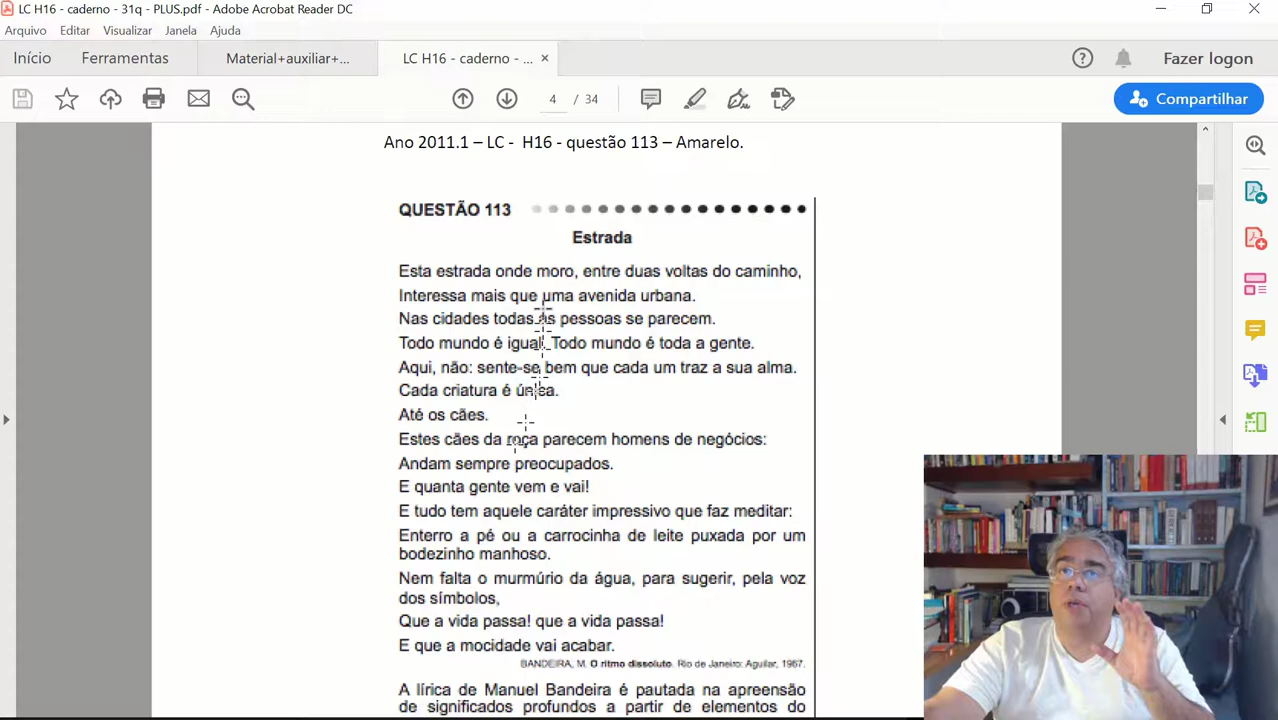 LC H16 - caderno - 31q - PLUS.pdf - Adobe Acrobat Reader DC
Arquivo Editar Visualizar Janela Ajuda
Início Ferramentas Material+auxiliar+... LC H16 - caderno - ... × Fazer logon
4 / 34 Compartilhar
Ano 2011.1 – LC - H16 - questão 113 – Amarelo.
QUESTÃO 113
Estrada
Esta estrada onde moro, entre duas voltas do caminho,
Interessa mais que uma avenida urbana.
Nas cidades todas as pessoas se parecem.
Todo mundo é igual. Todo mundo é toda a gente.
Aqui, não: sente-se bem que cada um traz a sua alma.
Cada criatura é única.
Até os cães.
Estes cães da roça parecem homens de negócios:
Andam sempre preocupados.
E quanta gente vem e vai!
E tudo tem aquele caráter impressivo que faz meditar:
Enterro a pé ou a carrocinha de leite puxada por um
bodezinho manhoso.
Nem falta o murmúrio da água, para sugerir, pela voz
dos símbolos,
Que a vida passa! que a vida passa!
E que a mocidade vai acabar.
BANDEIRA, M. O ritmo dissoluto. Rio de Janeiro: Aguilar, 1967.
A lírica de Manuel Bandeira é pautada na apreensão
de significados profundos a partir de elementos do